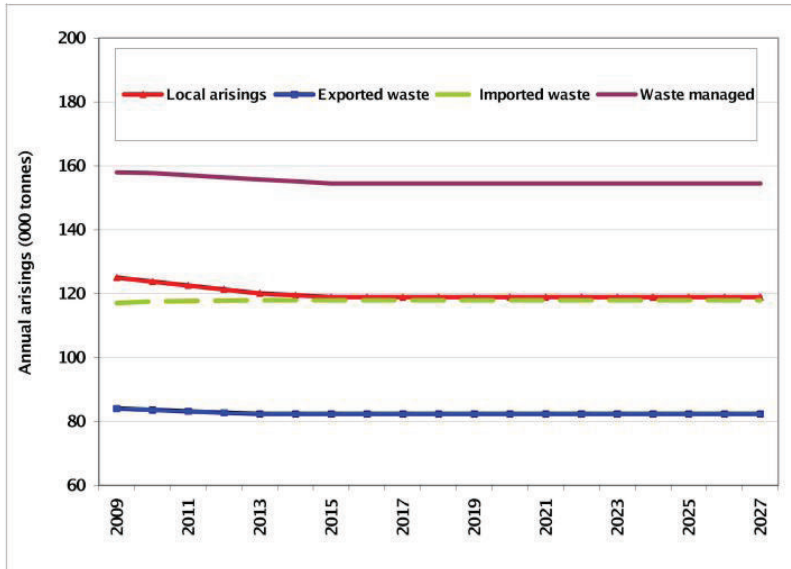 200
180
160
140
120
100
80
60
Annual arisings (000 tonnes)
Local arisings Exported waste Imported waste Waste managed
2009 2011 2013 2015 2017 2019 2021 2023 2025 2027